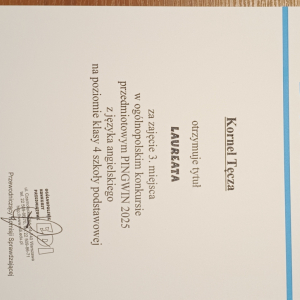 Kornel Tęcza
otrzymuje tytuł
LAUREATA
za zajęcie 3. miejsca
w ogólnopolskim konkursie
przedmiotowym PINGWIN 2025
z języka angielskiego
na poziomie klasy 4 szkoły podstawowej
Przewodniczący Komisji Sprawdzającej